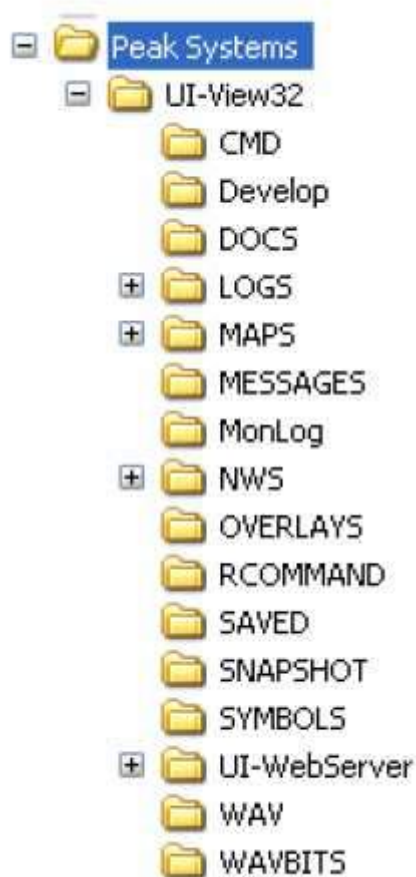 Peak Systems
UI-View32
CMD
Develop
DOCS
LOGS
MAPS
MESSAGES
MonLog
NWS
OVERLAYS
RCOMMAND
SAVED
SNAPSHOT
SYMBOLS
UI-WebServer
WAV
WAVBITS